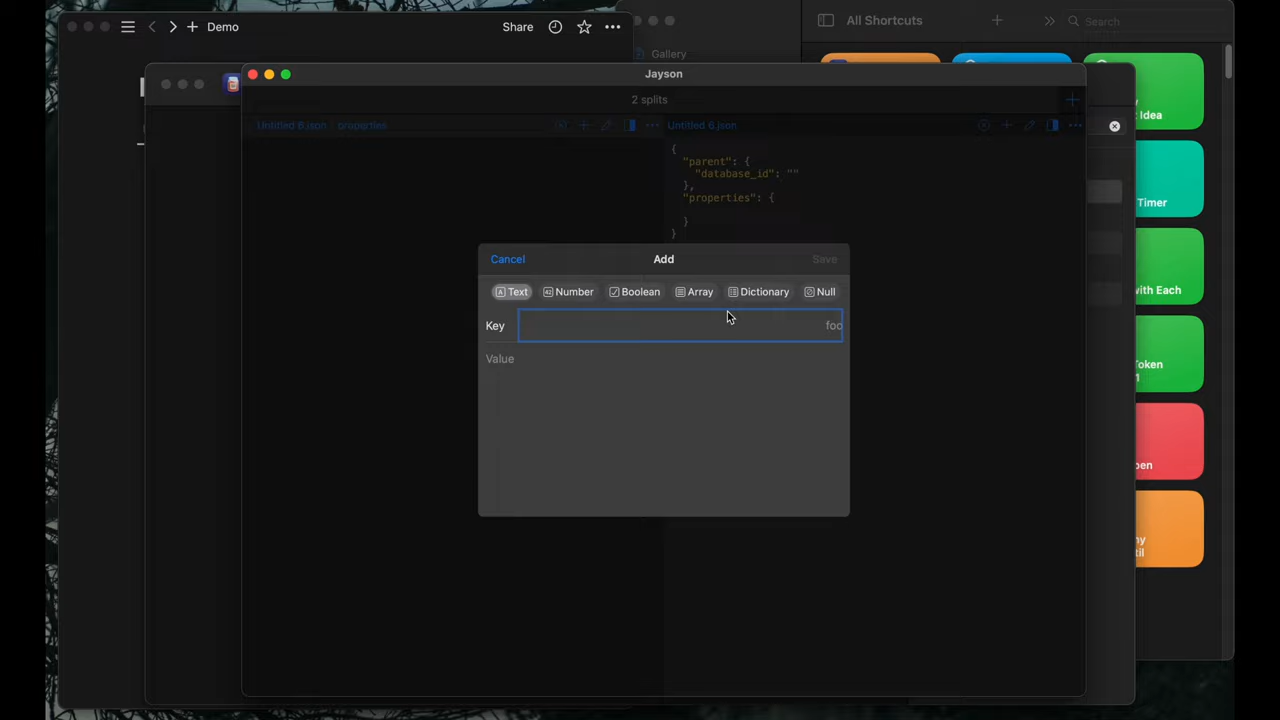 Demo
Share
All Shortcuts
Search
Gallery
Jayson
2 splits
Untitled 6.json
properties
Untitled 6.json
{
"parent": {
"database_id": ""
},
"properties": {
}
}
Cancel
Add
Save
Text
Number
Boolean
Array
Dictionary
Null
Key
foo
Value
Idea
Timer
with Each
Token
1